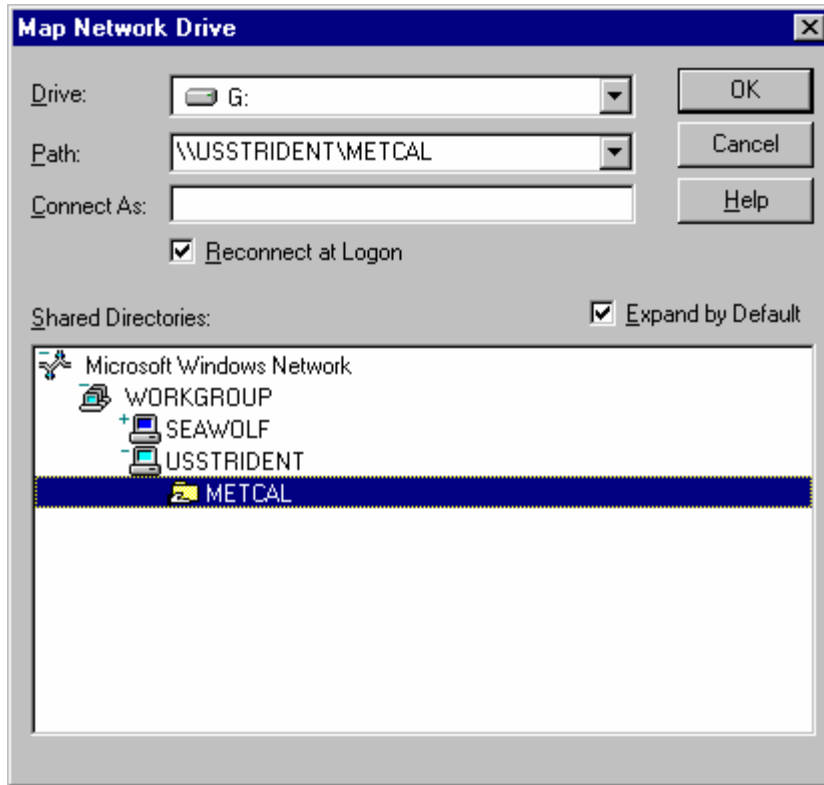 Map Network Drive
Drive:
G:
OK
Path:
\\USSTRIDENT\METCAL
Cancel
Connect As:
Help
Reconnect at Logon
Shared Directories:
Expand by Default
Microsoft Windows Network
WORKGROUP
SEAWOLF
USSTRIDENT
METCAL